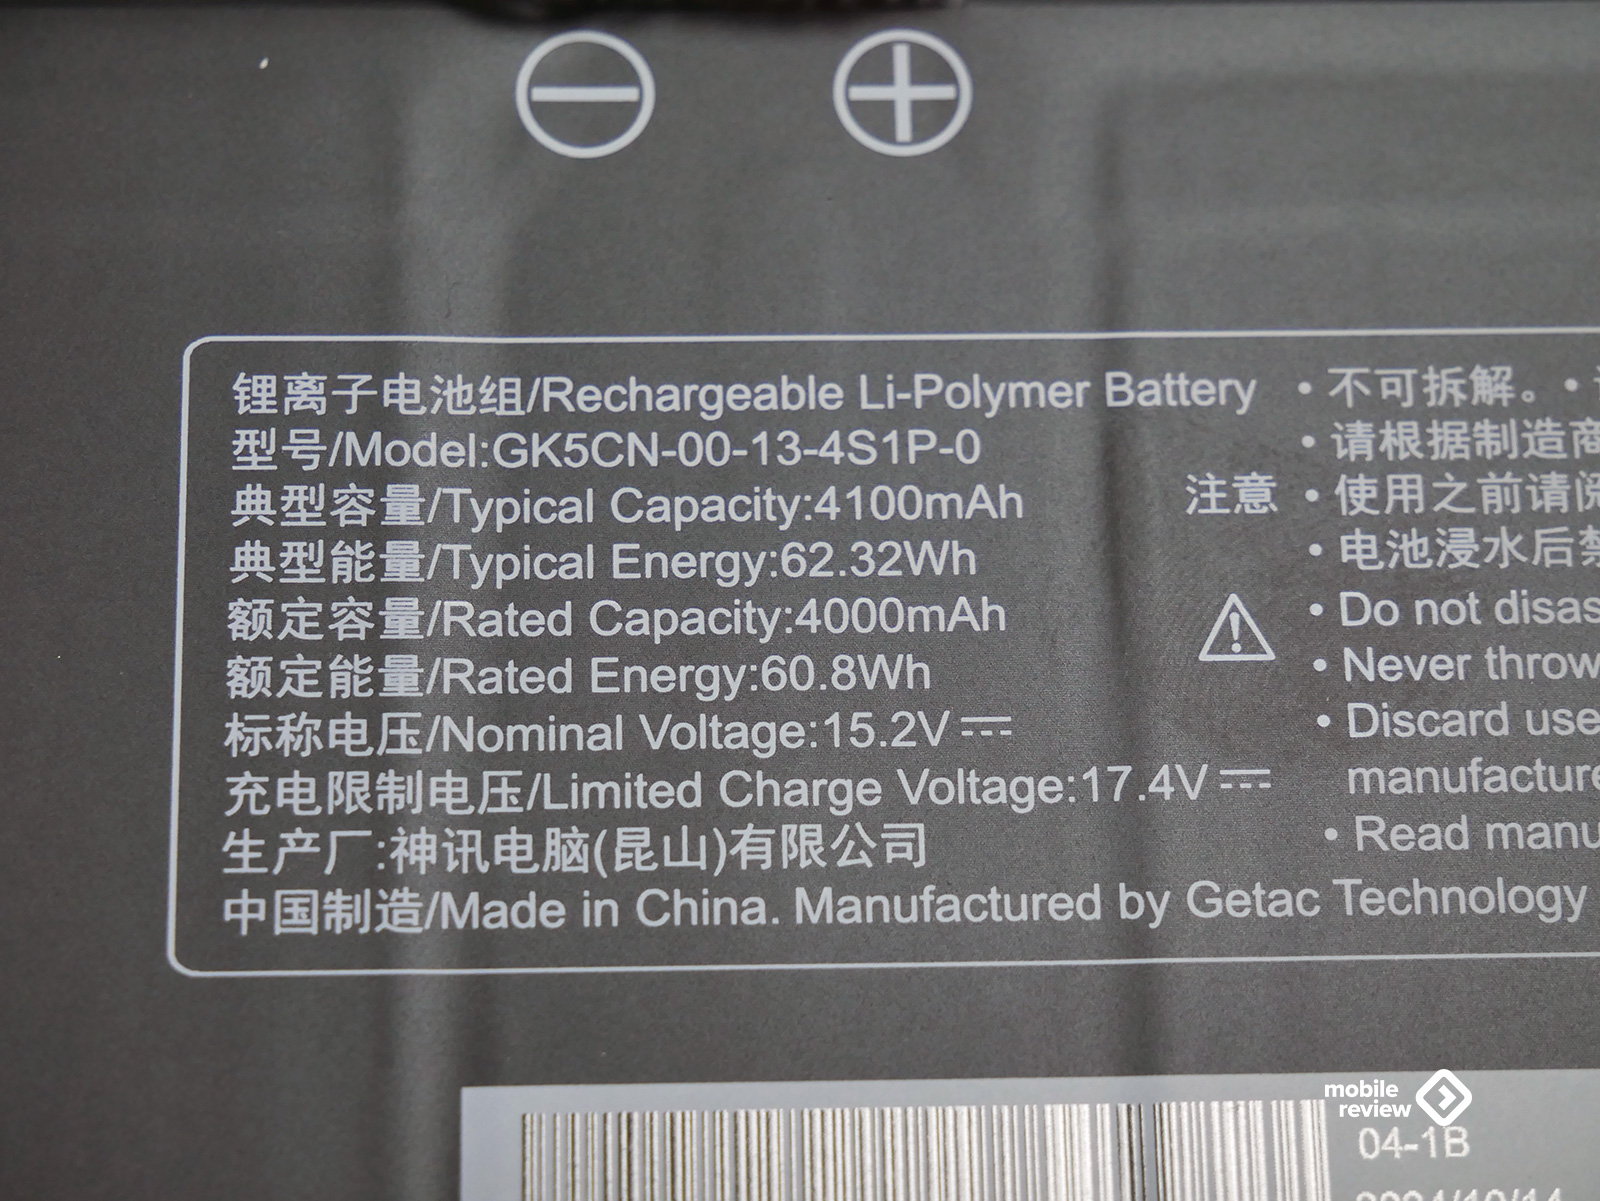 锂离子电池组/Rechargeable Li-Polymer Battery
型号/Model:GK5CN-00-13-4S1P-0
典型容量/Typical Capacity:4100mAh
典型能量/Typical Energy:62.32Wh
额定容量/Rated Capacity:4000mAh
额定能量/Rated Energy:60.8Wh
标称电压/Nominal Voltage:15.2V
充电限制电压/Limited Charge Voltage:17.4V
生产厂:神讯电脑(昆山)有限公司
中国制造/Made in China. Manufactured by Getac Technology
注意
• 不可拆解。 •
• 请根据制造商
• 使用之前请阅
• 电池浸水后禁
• Do not
• Never throw
• Discard
• Read
mobile
review
04-1B